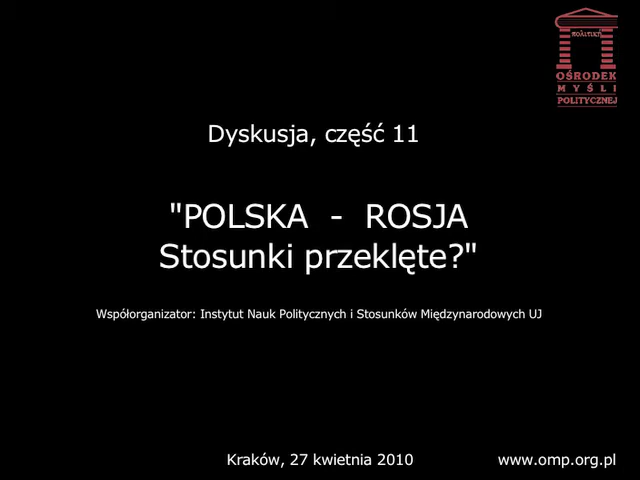 πολιτική
OŚRODEK
MYŚLI
POLITYCZNEJ
Dyskusja, część 11
"POLSKA - ROSJA
Stosunki przeklęte?"
Współorganizator: Instytut Nauk Politycznych i Stosunków Międzynarodowych UJ
Kraków, 27 kwietnia 2010
www.omp.org.pl